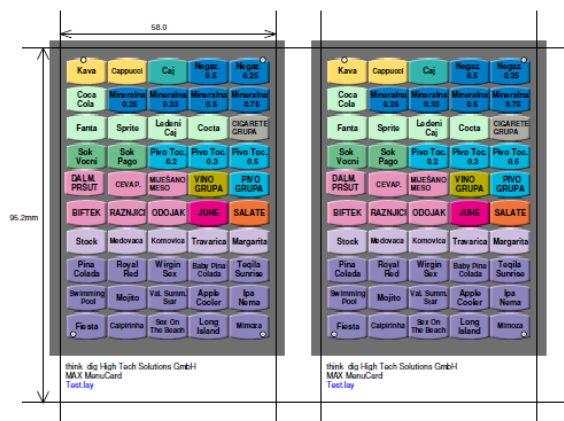 58.0
95.2mm
Kava Cappucci Caj Negaz. 0.5 Negaz. 0.25
Coca Cola Mineralna 0.25 Mineralna 0.33 Mineralna 0.5 Mineralna 0.75
Fanta Sprite Ledeni Caj Cocta CIGARETE GRUPA
Sok Vocni Sok Pago Pivo Toc. 0.2 Pivo Toc. 0.3 Pivo Toc. 0.5
DALM. PRŠUT CEVAP. MIJEŠANO MESO VINO GRUPA PIVO GRUPA
BIFTEK RAZNJICI ODOJAK JUHE SALATE
Stock Medovaca Komovica Travarica Margarita
Pina Colada Royal Red Wirgin Sex Baby Pina Colada Teqila Sunrise
Swimming Pool Mojito Val. Summ. Suar Apple Cooler Ipa Nema
Fiesta Caipirinha Sex On The Beach Long Island Mimoza
think dig High Tech Solutions GmbH
MAX MenuCard
Test.lay
Kava Cappucci Caj Negaz. 0.5 Negaz. 0.25
Coca Cola Mineralna 0.25 Mineralna 0.33 Mineralna 0.5 Mineralna 0.75
Fanta Sprite Ledeni Caj Cocta CIGARETE GRUPA
Sok Vocni Sok Pago Pivo Toc. 0.2 Pivo Toc. 0.3 Pivo Toc. 0.5
DALM. PRŠUT CEVAP. MIJEŠANO MESO VINO GRUPA PIVO GRUPA
BIFTEK RAZNJICI ODOJAK JUHE SALATE
Stock Medovaca Komovica Travarica Margarita
Pina Colada Royal Red Wirgin Sex Baby Pina Colada Teqila Sunrise
Swimming Pool Mojito Val. Summ. Suar Apple Cooler Ipa Nema
Fiesta Caipirinha Sex On The Beach Long Island Mimoza
think dig High Tech Solutions GmbH
MAX MenuCard
Test.lay